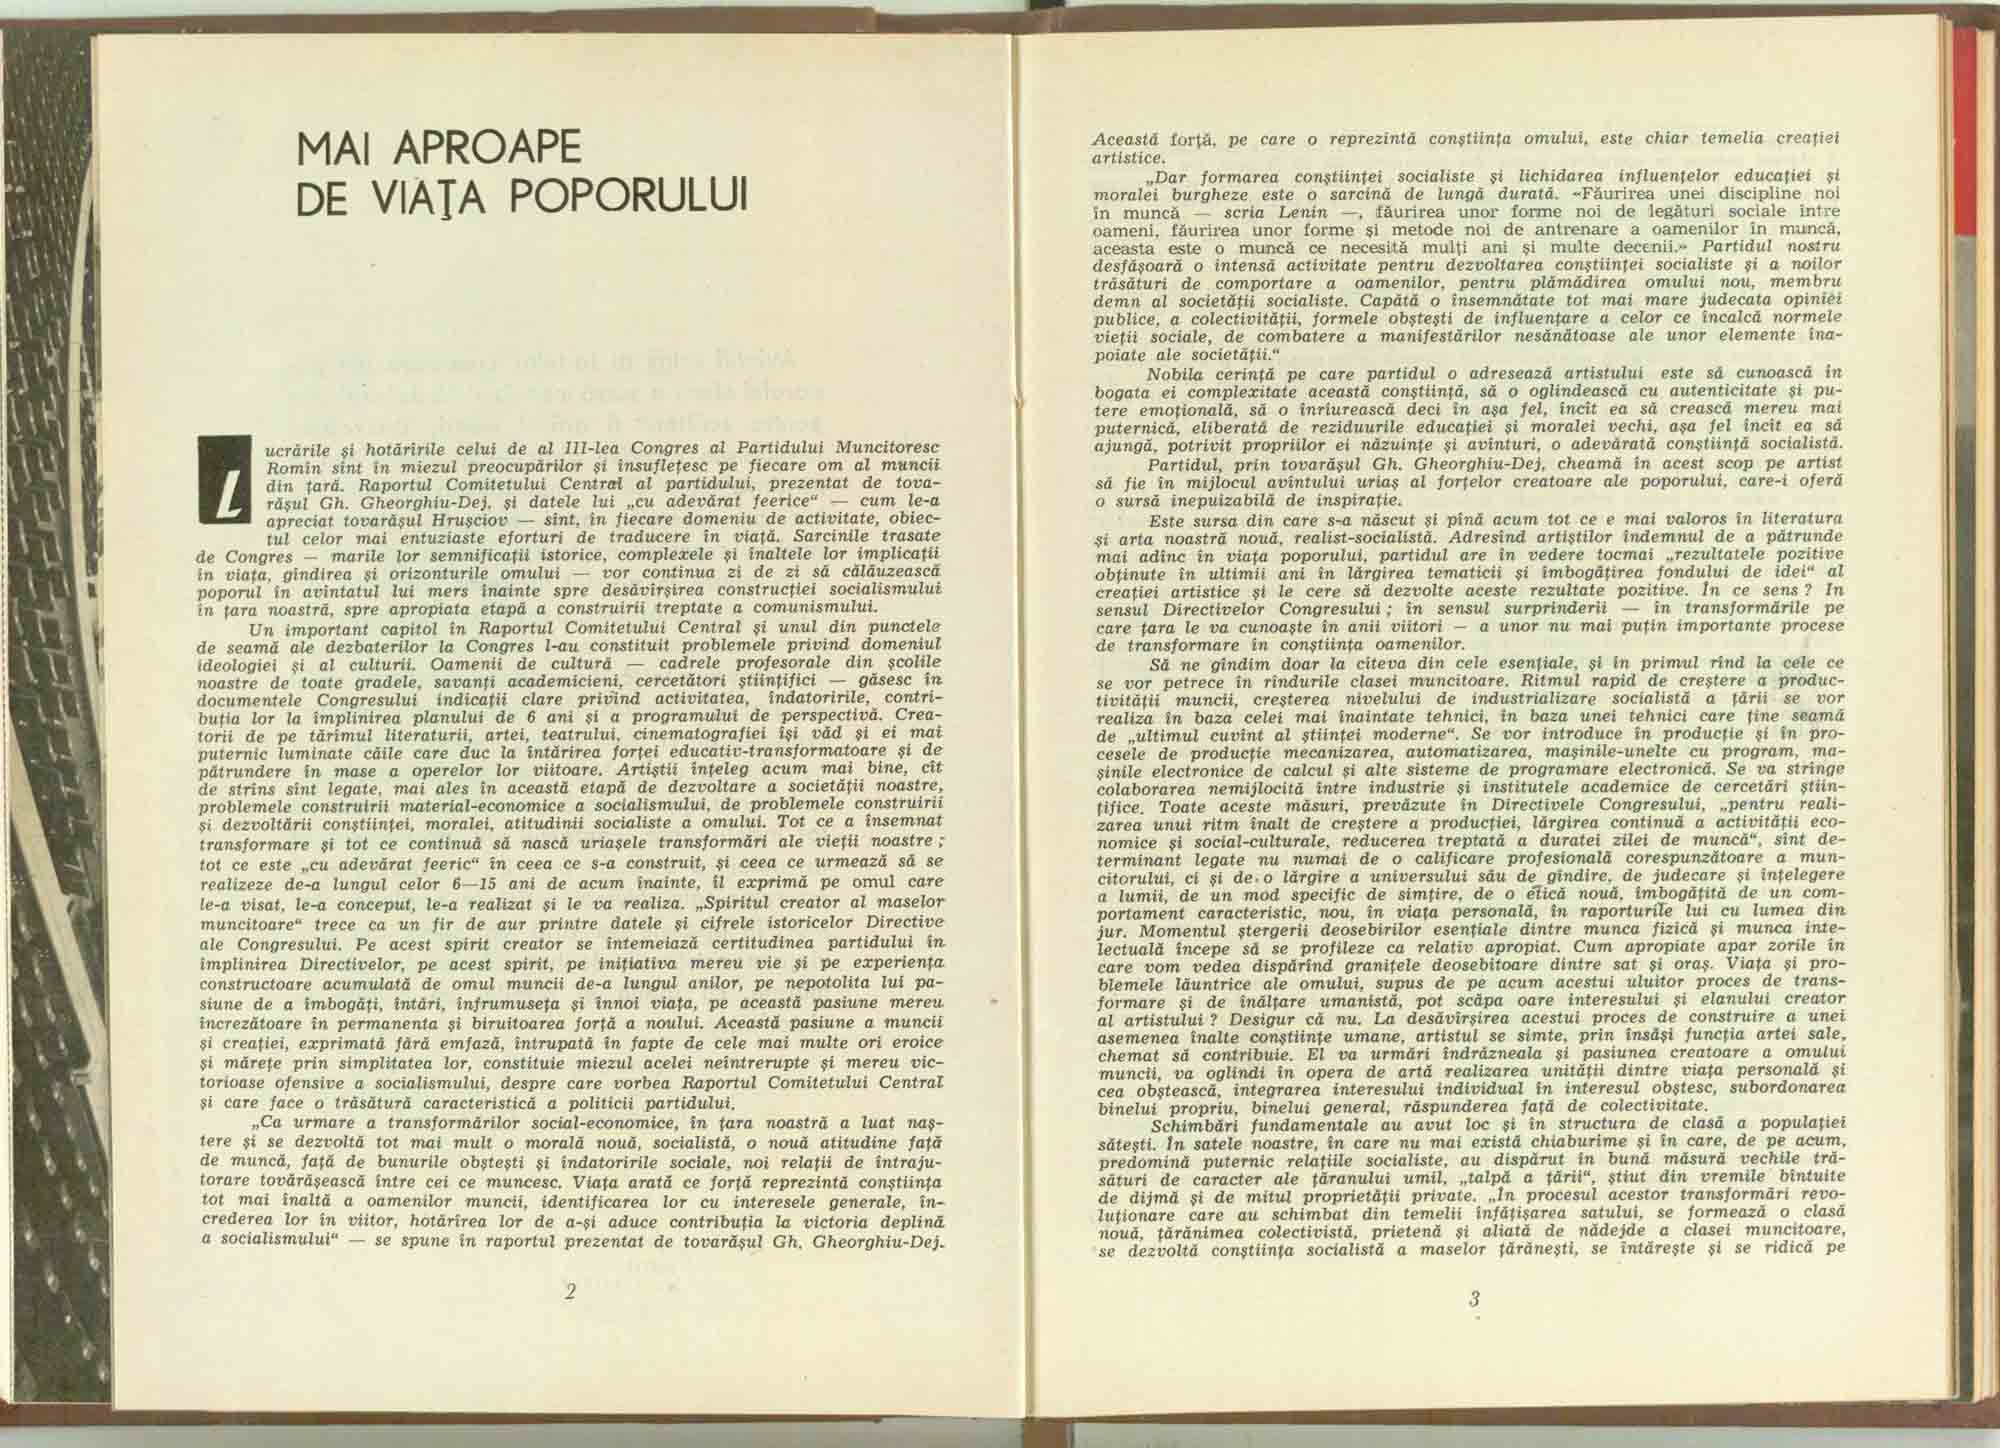 MAI APROAPE
DE VIAȚA POPORULUI
Lucrările și hotărîrile celui de al III-lea Congres al Partidului Muncitoresc
Romîn sînt în miezul preocupărilor și însuflețesc pe fiecare om al muncii
din țară. Raportul Comitetului Central al partidului, prezentat de tova-
rășul Gh. Gheorghiu-Dej, și datele lui „cu adevărat feerice“ — cum le-a
apreciat tovarășul Hrușciov — sînt, în fiecare domeniu de activitate, obiec-
tul celor mai entuziaste eforturi de traducere în viață. Sarcinile trasate
de Congres — marile lor semnificații istorice, complexele și înaltele lor implicații
în viața, gîndirea și orizonturile omului — vor continua zi de zi să călăuzească
poporul în avîntatul lui mers înainte spre desăvîrșirea construcției socialismului
în țara noastră, spre apropiata etapă a construirii treptate a comunismului.
Un important capitol în Raportul Comitetului Central și unul din punctele
de seamă ale dezbaterilor la Congres l-au constituit problemele privind domeniul
ideologiei și al culturii. Oamenii de cultură — cadrele profesorale din școlile
noastre de toate gradele, savanți academicieni, cercetători științifici — găsesc în
documentele Congresului indicații clare privind activitatea, îndatoririle, contri-
buția lor la împlinirea planului de 6 ani și a programului de perspectivă. Crea-
torii de pe tărîmul literaturii, artei, teatrului, cinematografiei își văd și ei mai
puternic luminate căile care duc la întărirea forței educativ-transformatoare și de
pătrundere în mase a operelor lor viitoare. Artiștii înțeleg acum mai bine, cît
de strîns sînt legate, mai ales în această etapă de dezvoltare a societății noastre,
problemele construirii material-economice a socialismului, de problemele construirii
și dezvoltării conștiinței, moralei, atitudinii socialiste a omului. Tot ce a însemnat
transformare și tot ce continuă să nască uriașele transformări ale vieții noastre ;
tot ce este „cu adevărat feeric“ în ceea ce s-a construit, și ceea ce urmează să se
realizeze de-a lungul celor 6—15 ani de acum înainte, îl exprimă pe omul care
le-a visat, le-a conceput, le-a realizat și le va realiza. „Spiritul creator al maselor
muncitoare“ trece ca un fir de aur printre datele și cifrele istoricelor Directive
ale Congresului. Pe acest spirit creator se întemeiază certitudinea partidului în
împlinirea Directivelor, pe acest spirit, pe inițiativa mereu vie și pe experiența
constructoare acumulată de omul muncii de-a lungul anilor, pe nepotolita lui pa-
siune de a îmbogăți, întări, înfrumuseța și înnoi viața, pe această pasiune mereu
încrezătoare în permanenta și biruitoarea forță a noului. Această pasiune a muncii
și creației, exprimată fără emfază, întrupată în fapte de cele mai multe ori eroice
și mărețe prin simplitatea lor, constituie miezul acelei neîntrerupte și mereu vic-
torioase ofensive a socialismului, despre care vorbea Raportul Comitetului Central
și care face o trăsătură caracteristică a politicii partidului.
„Ca urmare a transformărilor social-economice, în țara noastră a luat naș-
tere și se dezvoltă tot mai mult o morală nouă, socialistă, o nouă atitudine față
de muncă, față de bunurile obștești și îndatoririle sociale, noi relații de întraju-
torare tovărășească între cei ce muncesc. Viața arată ce forță reprezintă conștiința
tot mai înaltă a oamenilor muncii, identificarea lor cu interesele generale, în-
crederea lor în viitor, hotărîrea lor de a-și aduce contribuția la victoria deplină
a socialismului“ — se spune în raportul prezentat de tovarășul Gh. Gheorghiu-Dej.
2
Această forță, pe care o reprezintă conștiința omului, este chiar temelia creației
artistice.
„Dar formarea conștiinței socialiste și lichidarea influențelor educației și
moralei burgheze este o sarcină de lungă durată. «Făurirea unei discipline noi
în muncă — scria Lenin —, făurirea unor forme noi de legături sociale între
oameni, făurirea unor forme și metode noi de antrenare a oamenilor în muncă,
aceasta este o muncă ce necesită mulți ani și multe decenii.» Partidul nostru
desfășoară o intensă activitate pentru dezvoltarea conștiinței socialiste și a noilor
trăsături de comportare a oamenilor, pentru plămădirea omului nou, membru
demn al societății socialiste. Capătă o însemnătate tot mai mare judecata opiniei
publice, a colectivității, formele obștești de influențare a celor ce încalcă normele
vieții sociale, de combatere a manifestărilor nesănătoase ale unor elemente îna-
poiate ale societății.“
Nobila cerință pe care partidul o adresează artistului este să cunoască în
bogata ei complexitate această conștiință, să o oglindească cu autenticitate și pu-
tere emoțională, să o înrîurească deci în așa fel, încît ea să crească mereu mai
puternică, eliberată de reziduurile educației și moralei vechi, așa fel încît ea să
ajungă, potrivit propriilor ei năzuințe și avînturi, o adevărată conștiință socialistă.
Partidul, prin tovarășul Gh. Gheorghiu-Dej, cheamă în acest scop pe artist
să fie în mijlocul avîntului uriaș al forțelor creatoare ale poporului, care-i oferă
o sursă inepuizabilă de inspirație.
Este sursa din care s-a născut și pînă acum tot ce e mai valoros în literatura
și arta noastră nouă, realist-socialistă. Adresînd artiștilor îndemnul de a pătrunde
mai adînc în viața poporului, partidul are în vedere tocmai „rezultatele pozitive
obținute în ultimii ani în lărgirea tematicii și îmbogățirea fondului de idei“ al
creației artistice și le cere să dezvolte aceste rezultate pozitive. În ce sens ? In
sensul Directivelor Congresului ; în sensul surprinderii — în transformările pe
care țara le va cunoaște în anii viitori — a unor nu mai puțin importante procese
de transformare în conștiința oamenilor.
Să ne gîndim doar la cîteva din cele esențiale, și în primul rînd la cele ce
se vor petrece în rîndurile clasei muncitoare. Ritmul rapid de creștere a produc-
tivității muncii, creșterea nivelului de industrializare socialistă a țării se vor
realiza în baza celei mai înaintate tehnici, în baza unei tehnici care ține seamă
de „ultimul cuvînt al științei moderne“. Se vor introduce în producție și în pro-
cesele de producție mecanizarea, automatizarea, mașinile-unelte cu program, ma-
șinile electronice de calcul și alte sisteme de programare electronică. Se va strînge
colaborarea nemijlocită între industrie și institutele academice de cercetări știin-
țifice. Toate aceste măsuri, prevăzute în Directivele Congresului, „pentru reali-
zarea unui ritm înalt de creștere a producției, lărgirea continuă a activității eco-
nomice și social-culturale, reducerea treptată a duratei zilei de muncă“, sînt de-
terminant legate nu numai de o calificare profesională corespunzătoare a mun-
citorului, ci și de o lărgire a universului său de gîndire, de judecare și înțelegere
a lumii, de un mod specific de simțire, de o etică nouă, îmbogățită de un com-
portament caracteristic, nou, în viața personală, în raporturile lui cu lumea din
jur. Momentul ștergerii deosebirilor esențiale dintre munca fizică și munca inte-
lectuală începe să se profileze ca relativ apropiat. Cum apropiate apar zorile în
care vom vedea dispărînd granițele deosebitoare dintre sat și oraș. Viața și pro-
blemele lăuntrice ale omului, supus de pe acum acestui uluitor proces de trans-
formare și de înălțare umanistă, pot scăpa oare interesului și elanului creator
al artistului ? Desigur că nu. La desăvîrșirea acestui proces de construire a unei
asemenea înalte conștiințe umane, artistul se simte, prin însăși funcția artei sale,
chemat să contribuie. El va urmări îndrăzneala și pasiunea creatoare a omului
muncii, va oglindi în opera de artă realizarea unității dintre viața personală și
cea obștească, integrarea interesului individual în interesul obștesc, subordonarea
binelui propriu, binelui general, răspunderea față de colectivitate.
Schimbări fundamentale au avut loc și în structura de clasă a populației
sătești. In satele noastre, în care nu mai există chiaburime și în care, de pe acum,
predomină puternic relațiile socialiste, au dispărut în bună măsură vechile tră-
sături de caracter ale țăranului umil, „talpă a țării“, știut din vremile bîntuite
de dijmă și de mitul proprietății private. „In procesul acestor transformări revo-
luționare care au schimbat din temelii înfățișarea satului, se formează o clasă
nouă, țărănimea colectivistă, prietenă și aliată de nădejde a clasei muncitoare,
se dezvoltă conștiința socialistă a maselor țărănești, se întărește și se ridică pe
3